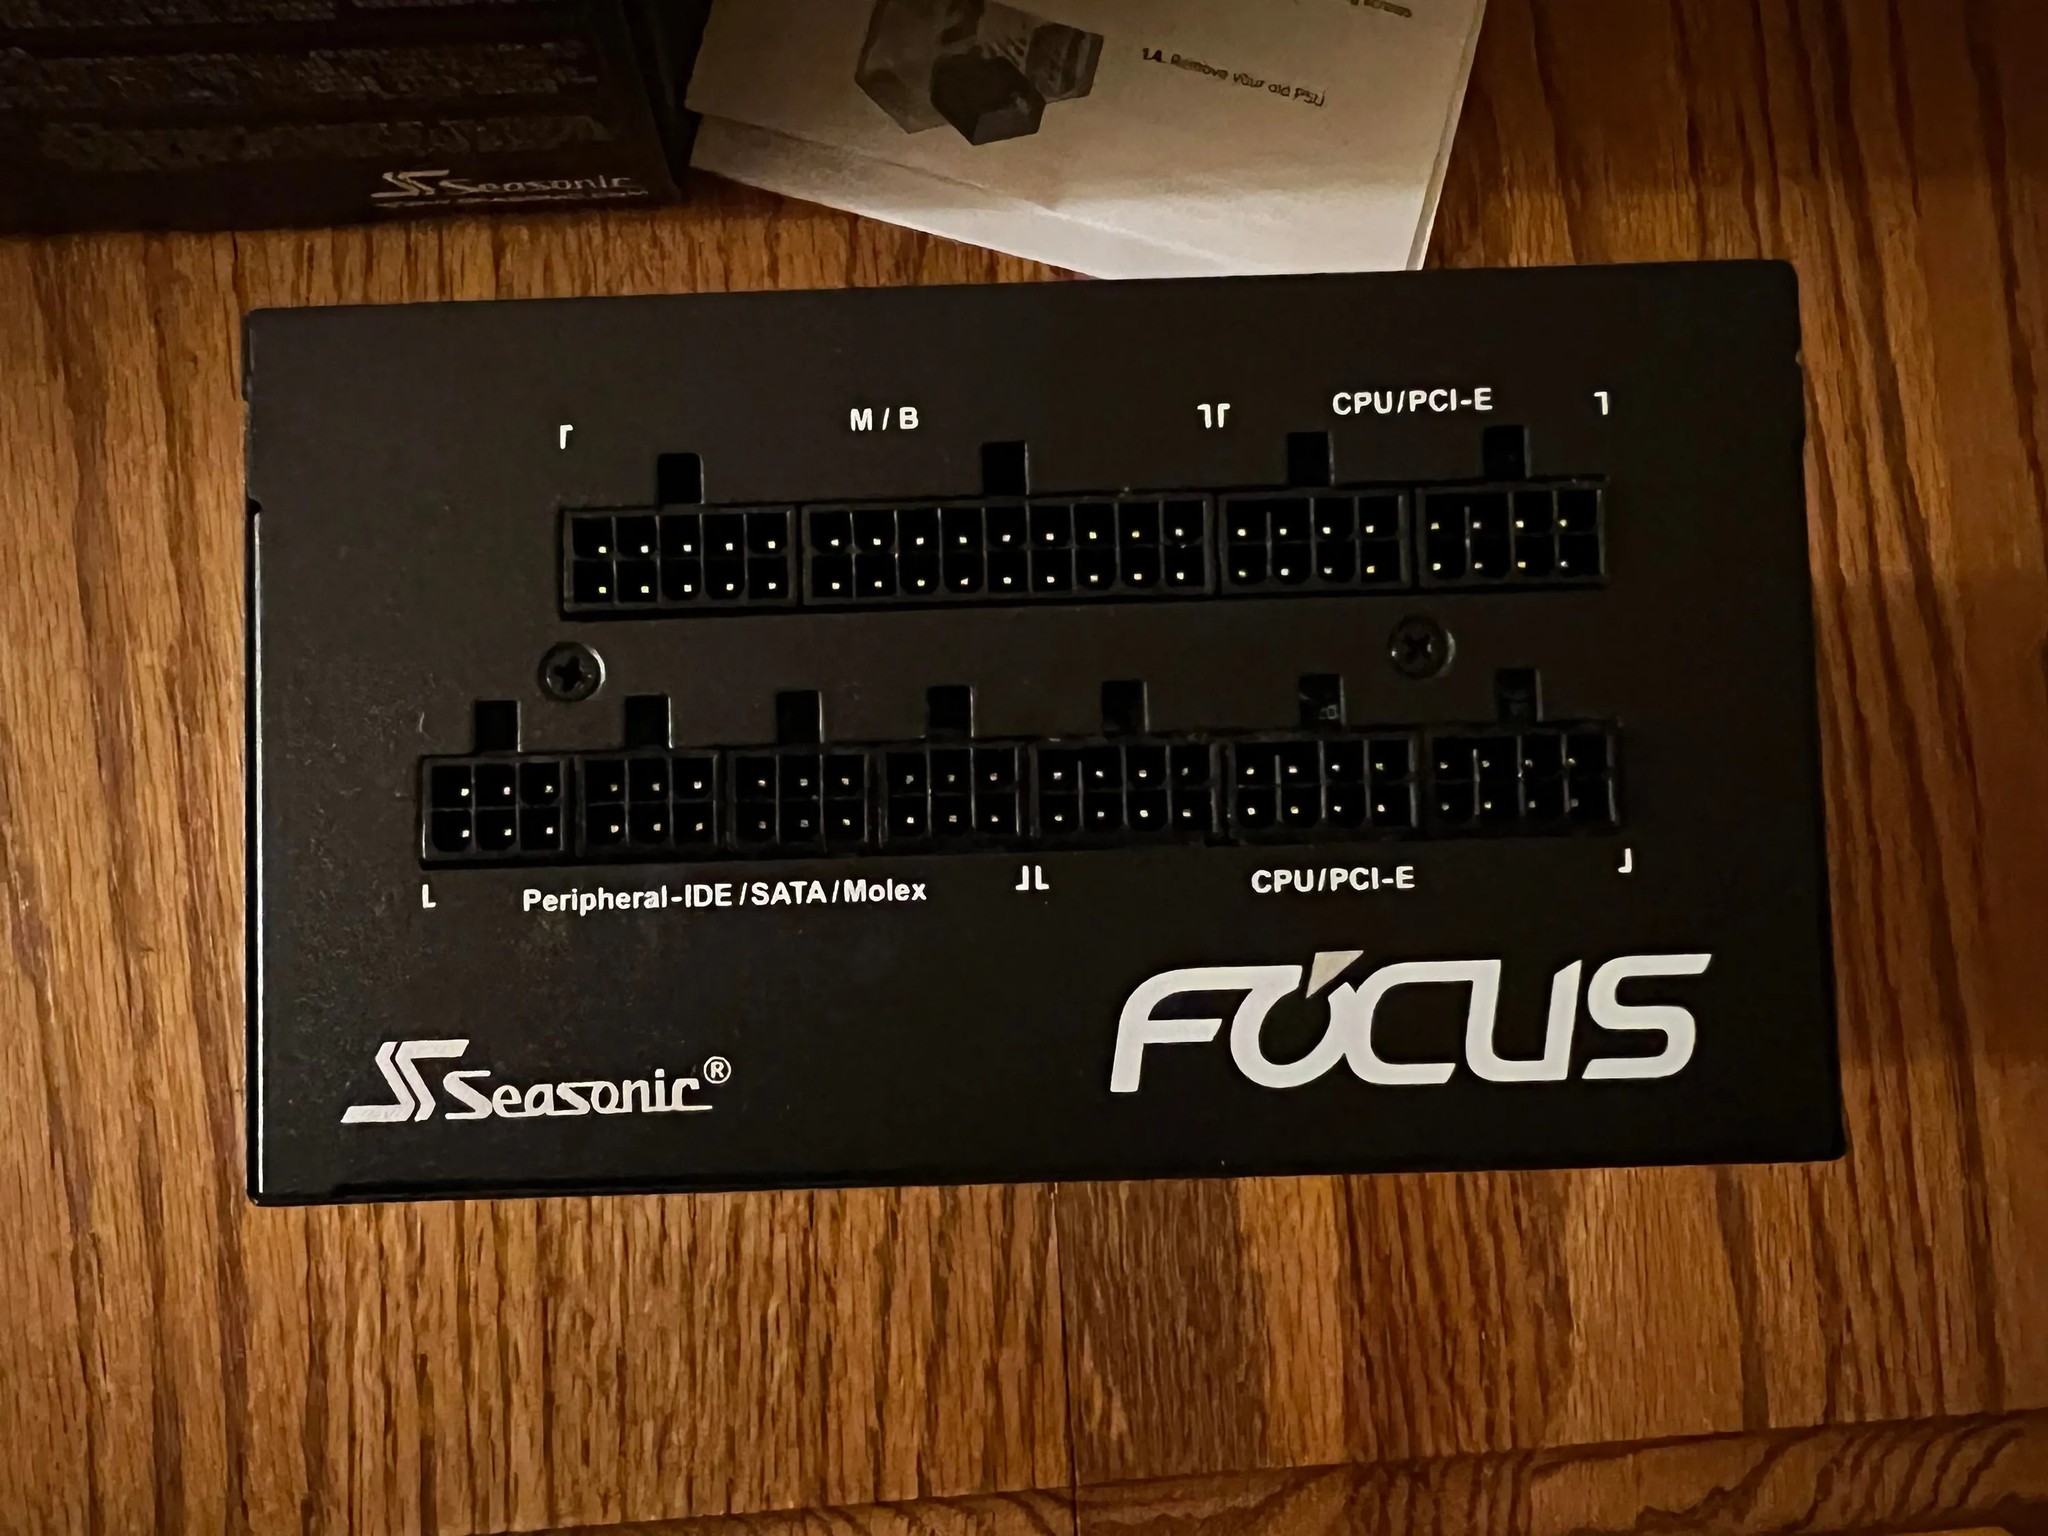 1.4. Remove your old PSU
Seasonic
M / B
CPU/PCI-E
Peripheral-IDE/SATA/Molex
CPU/PCI-E
FOCUS
Seasonic®